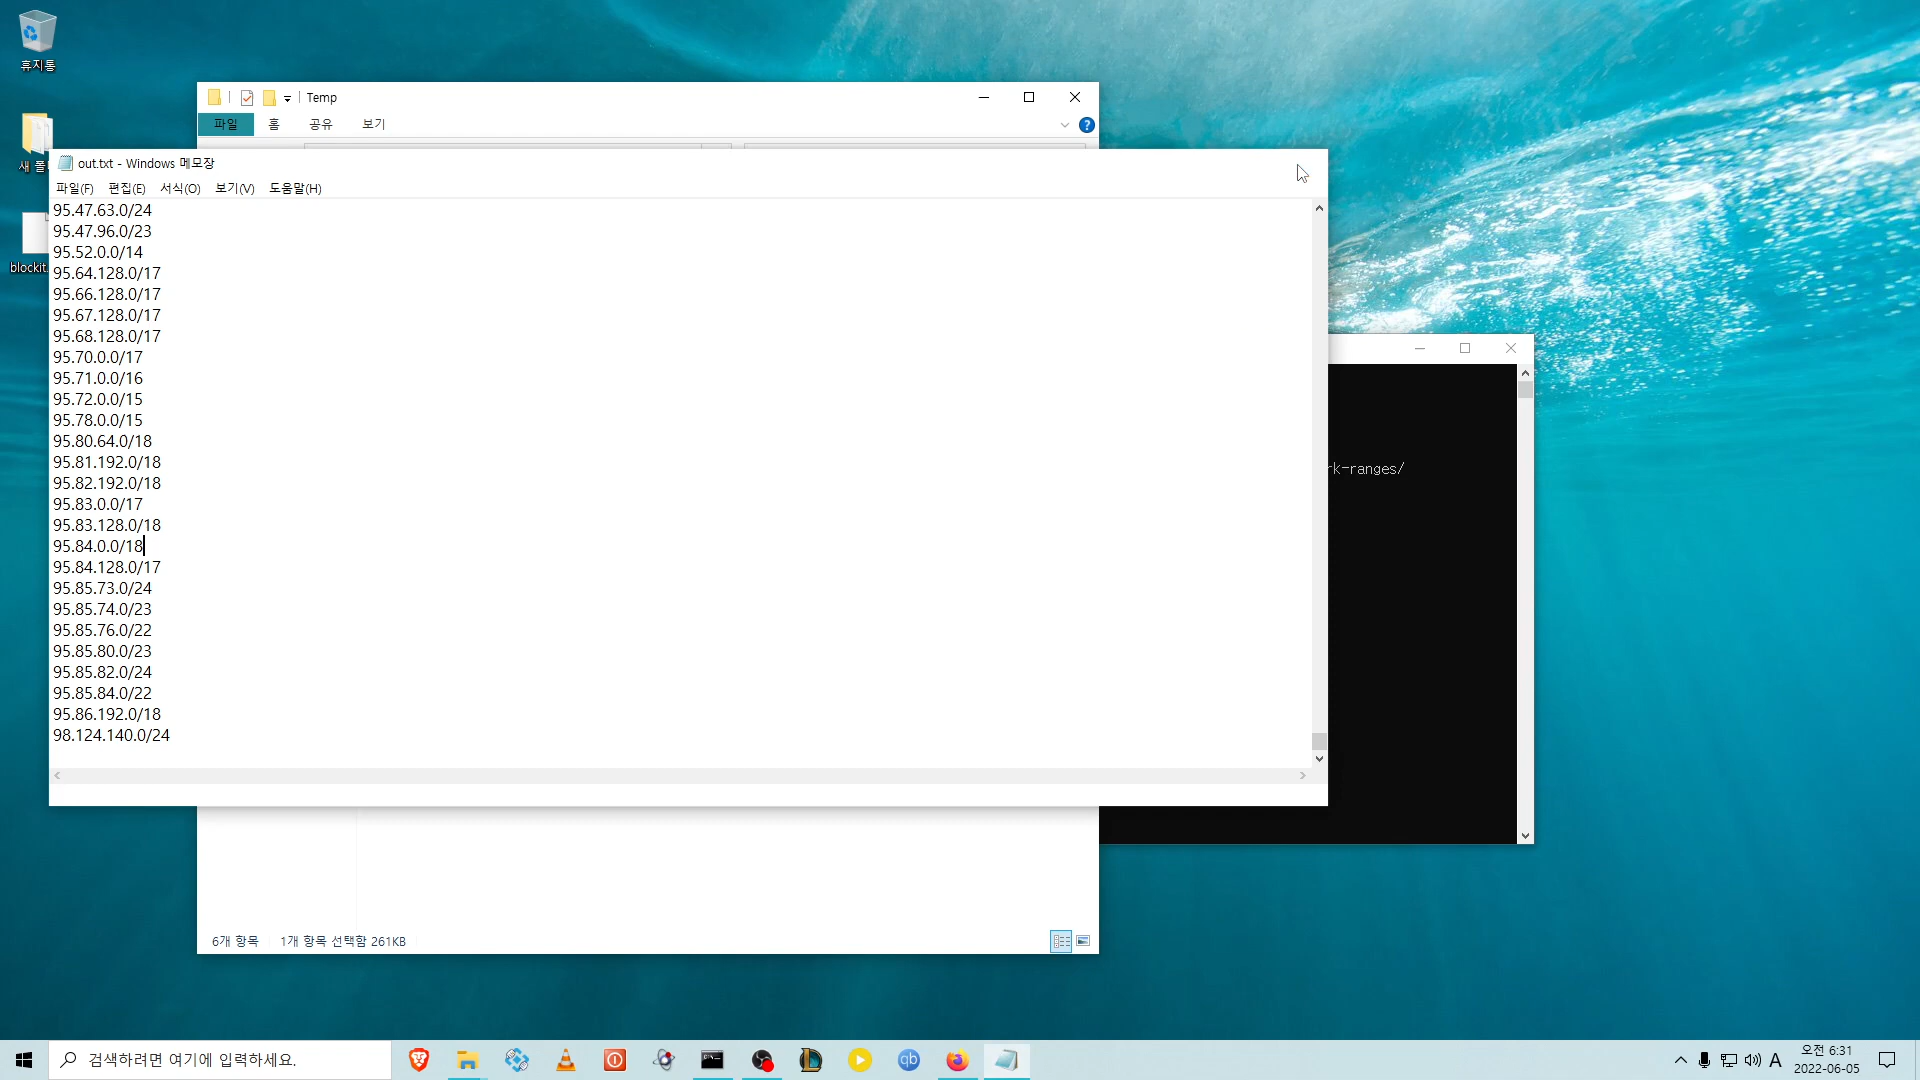 휴지통
새 폴
blockit.
Temp
파일
홈
공유
보기
out.txt - Windows 메모장
파일(F) 편집(E) 서식(O) 보기(V) 도움말(H)
95.47.63.0/24
95.47.96.0/23
95.52.0.0/14
95.64.128.0/17
95.66.128.0/17
95.67.128.0/17
95.68.128.0/17
95.70.0.0/17
95.71.0.0/16
95.72.0.0/15
95.78.0.0/15
95.80.64.0/18
95.81.192.0/18
95.82.192.0/18
95.83.0.0/17
95.83.128.0/18
95.84.0.0/18
95.84.128.0/17
95.85.73.0/24
95.85.74.0/23
95.85.76.0/22
95.85.80.0/23
95.85.82.0/24
95.85.84.0/22
95.86.192.0/18
98.124.140.0/24
rk-ranges/
6개 항목
1개 항목 선택함 261KB
검색하려면 여기에 입력하세요.
qb
A
오전 6:31
2022-06-05